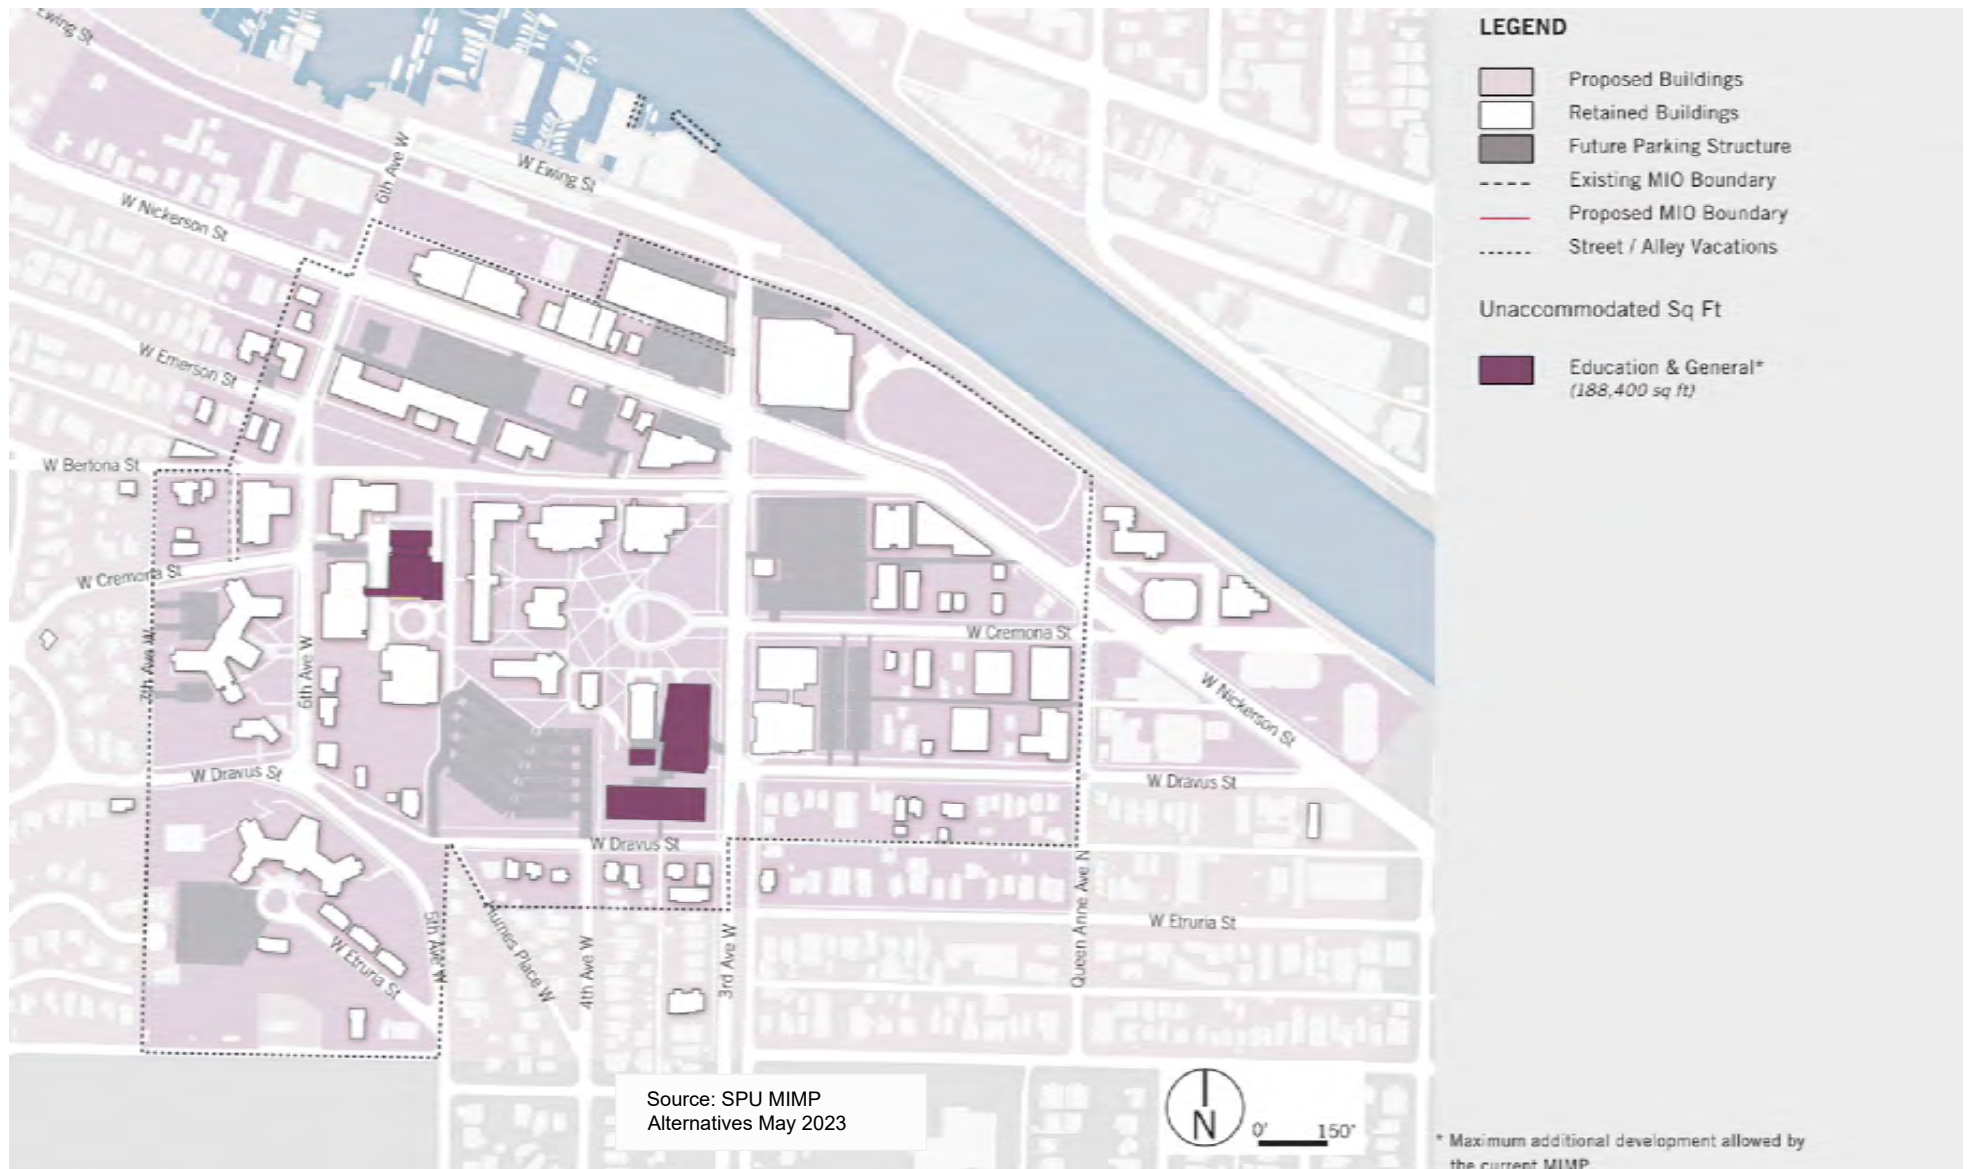 Ewing St
6th Ave W
W Ewing St
W Nickerson St
W Emerson St
W Bertona St
W Cremona St
7th Ave W
6th Ave W
W Cremona St
W Nickerson St
W Dravus St
W Dravus St
W Dravus St
5th Ave W
W Etruria St
Humes Place W
4th Ave W
3rd Ave W
Queen Anne Ave N
W Etruria St
Source: SPU MIMP
Alternatives May 2023
N
0' 150'
LEGEND
Proposed Buildings
Retained Buildings
Future Parking Structure
Existing MIO Boundary
Proposed MIO Boundary
Street / Alley Vacations
Unaccommodated Sq Ft
Education & General*
(188,400 sq ft)
* Maximum additional development allowed by
the current MIMP.